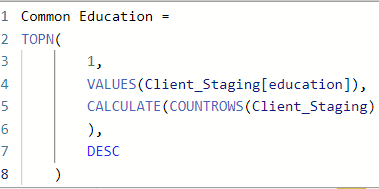 1 Common Education =
2 TOPN(
3 1,
4 VALUES(Client_Staging[education]),
5 CALCULATE(COUNTROWS(Client_Staging)
6 ),
7 DESC
8 )